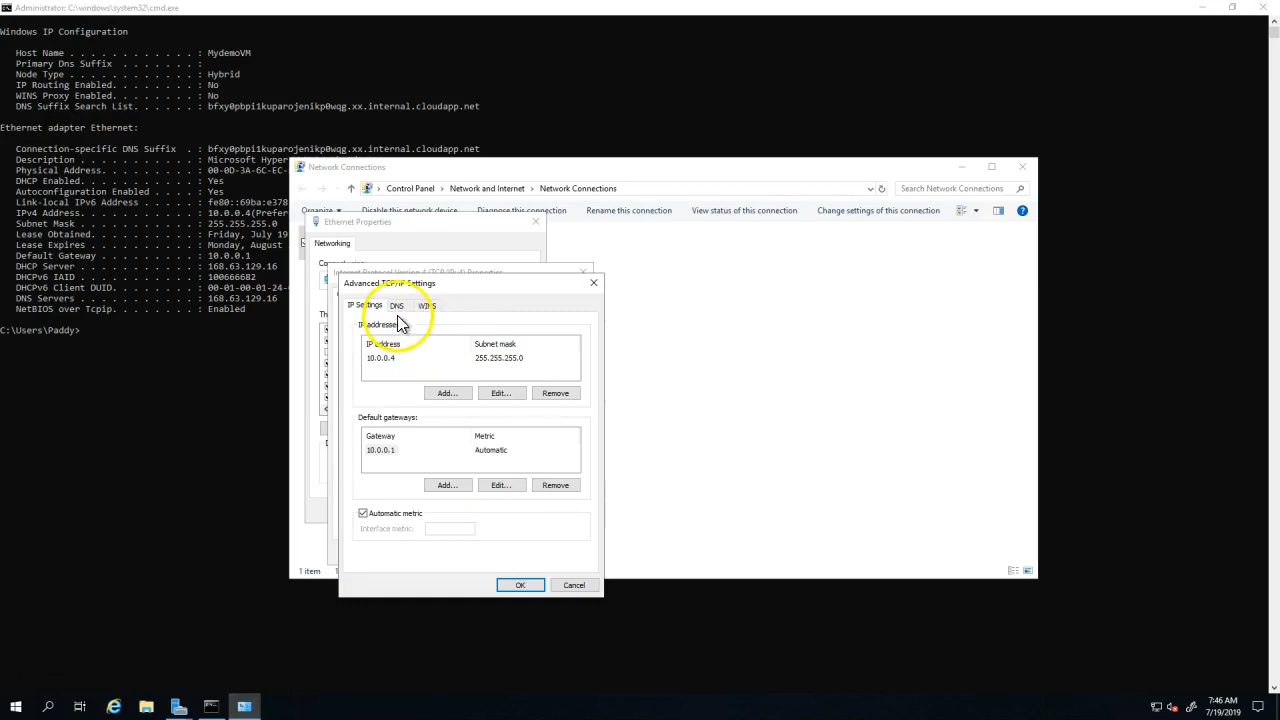 Administrator: C:\windows\system32\cmd.exe
Windows IP Configuration
Host Name . . . . . . . . . . . . : MydemoVM
Primary Dns Suffix . . . . . . . :
Node Type . . . . . . . . . . . . : Hybrid
IP Routing Enabled. . . . . . . . : No
WINS Proxy Enabled. . . . . . . . : No
DNS Suffix Search List. . . . . . : bfxy0pbpi1kuparojenikp0wqg.xx.internal.cloudapp.net
Ethernet adapter Ethernet:
Connection-specific DNS Suffix . : bfxy0pbpi1kuparojenikp0wqg.xx.internal.cloudapp.net
Description . . . . . . . . . . . : Microsoft Hyper
Physical Address. . . . . . . . . : 00-0D-3A-6C-EC-
DHCP Enabled. . . . . . . . . . . : Yes
Autoconfiguration Enabled . . . . : Yes
Link-local IPv6 Address . . . . . : fe80::69ba:e378
IPv4 Address. . . . . . . . . . . : 10.0.0.4(Prefer
Subnet Mask . . . . . . . . . . . : 255.255.255.0
Lease Obtained. . . . . . . . . . : Friday, July 19
Lease Expires . . . . . . . . . . : Monday, August
Default Gateway . . . . . . . . . : 10.0.0.1
DHCP Server . . . . . . . . . . . : 168.63.129.16
DHCPv6 IAID . . . . . . . . . . . : 100666682
DHCPv6 Client DUID. . . . . . . . : 00-01-00-01-24-C
DNS Servers . . . . . . . . . . . : 168.63.129.16
NetBIOS over Tcpip. . . . . . . . : Enabled
C:\Users\Paddy>
Network Connections
Control Panel > Network and Internet > Network Connections
Search Network Connections
Organize
Disable this network device
Diagnose this connection
Rename this connection
View status of this connection
Change settings of this connection
Ethernet Properties
Networking
Internet Protocol Version 4 (TCP/IPv4) Properties
Advanced TCP/IP Settings
IP Settings
DNS
WINS
IP addresse
IP address
Subnet mask
10.0.0.4
255.255.255.0
Add...
Edit...
Remove
Default gateways:
Gateway
Metric
10.0.0.1
Automatic
Add...
Edit...
Remove
Automatic metric
Interface metric:
OK
Cancel
1 item
7:46 AM
7/19/2019